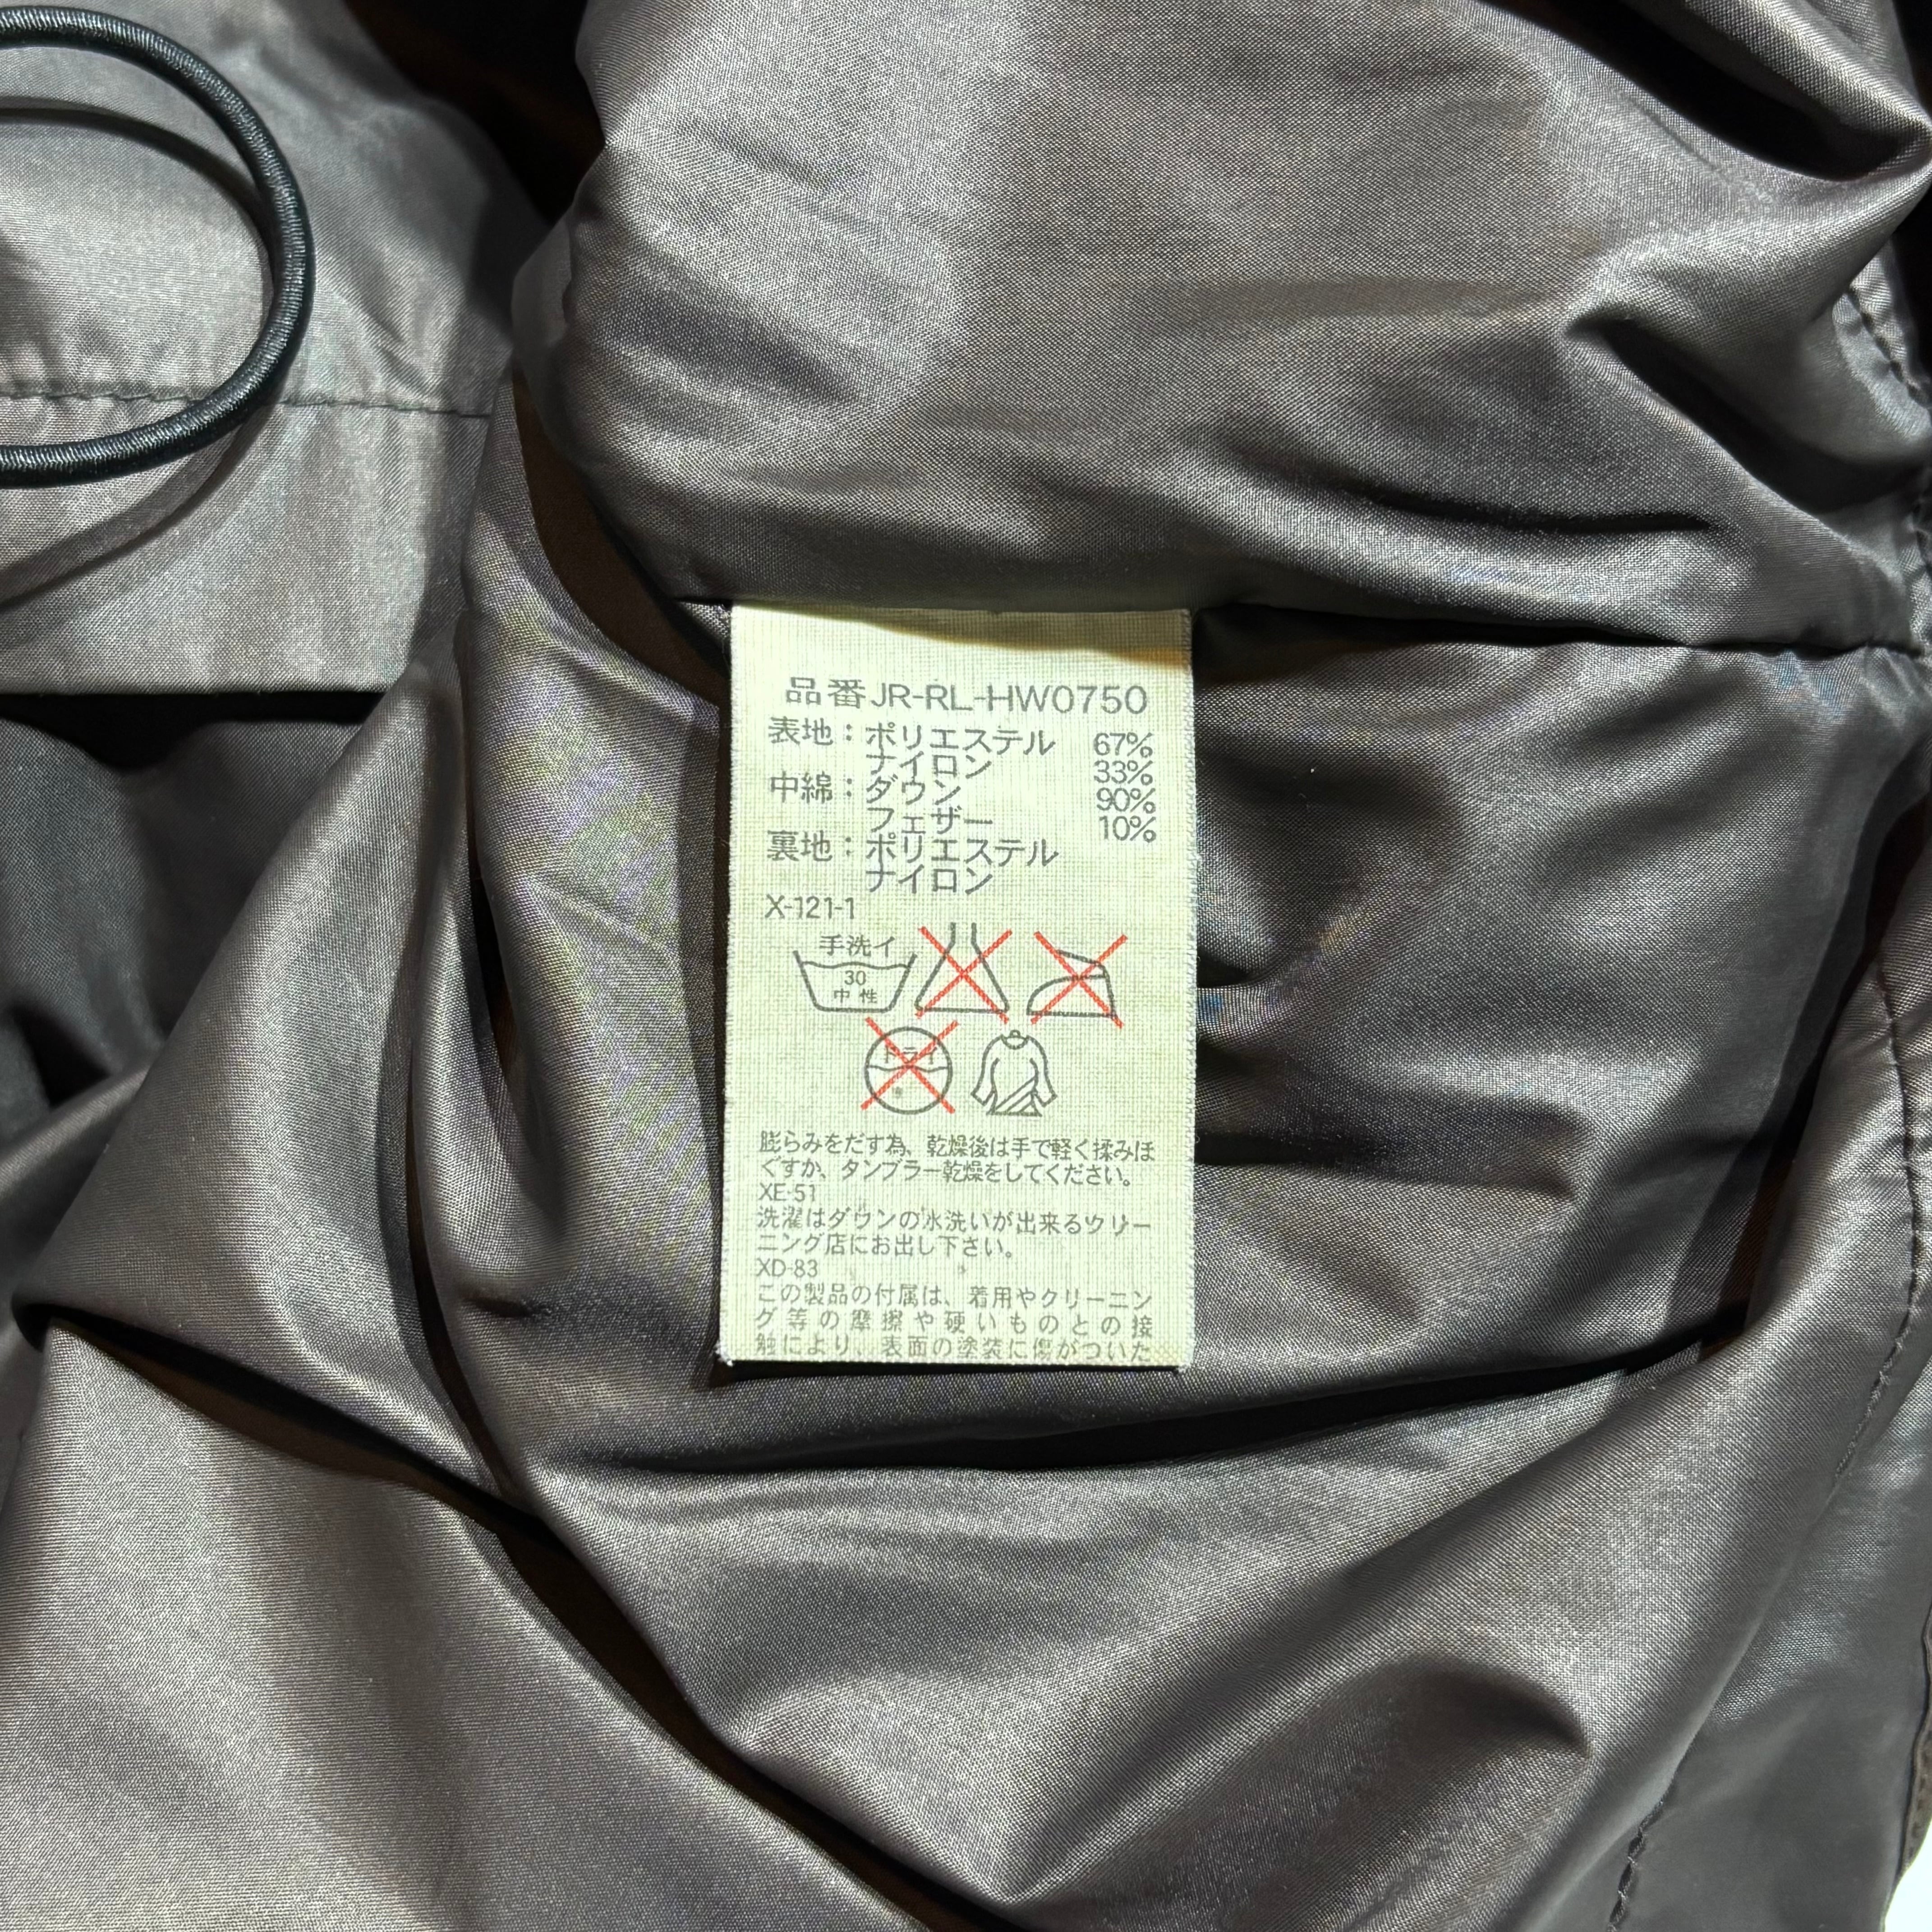 品番JR-RL-HW0750
表地：ポリエステル 67%
ナイロン 33%
中綿：ダウン 90%
フェザー 10%
裏地：ポリエステル
ナイロン
X-121-1
手洗イ
30
中性
ドライ
膨らみをだす為、乾燥後は手で軽く揉みほ
ぐすか、タンブラー乾燥をしてください。
XE-51
洗濯はダウンの水洗いが出来るクリー
ニング店にお出し下さい。
XD-83
この製品の付属は、着用やクリーニン
グ等の摩擦や硬いものとの接
触により、表面の塗装に傷がついた